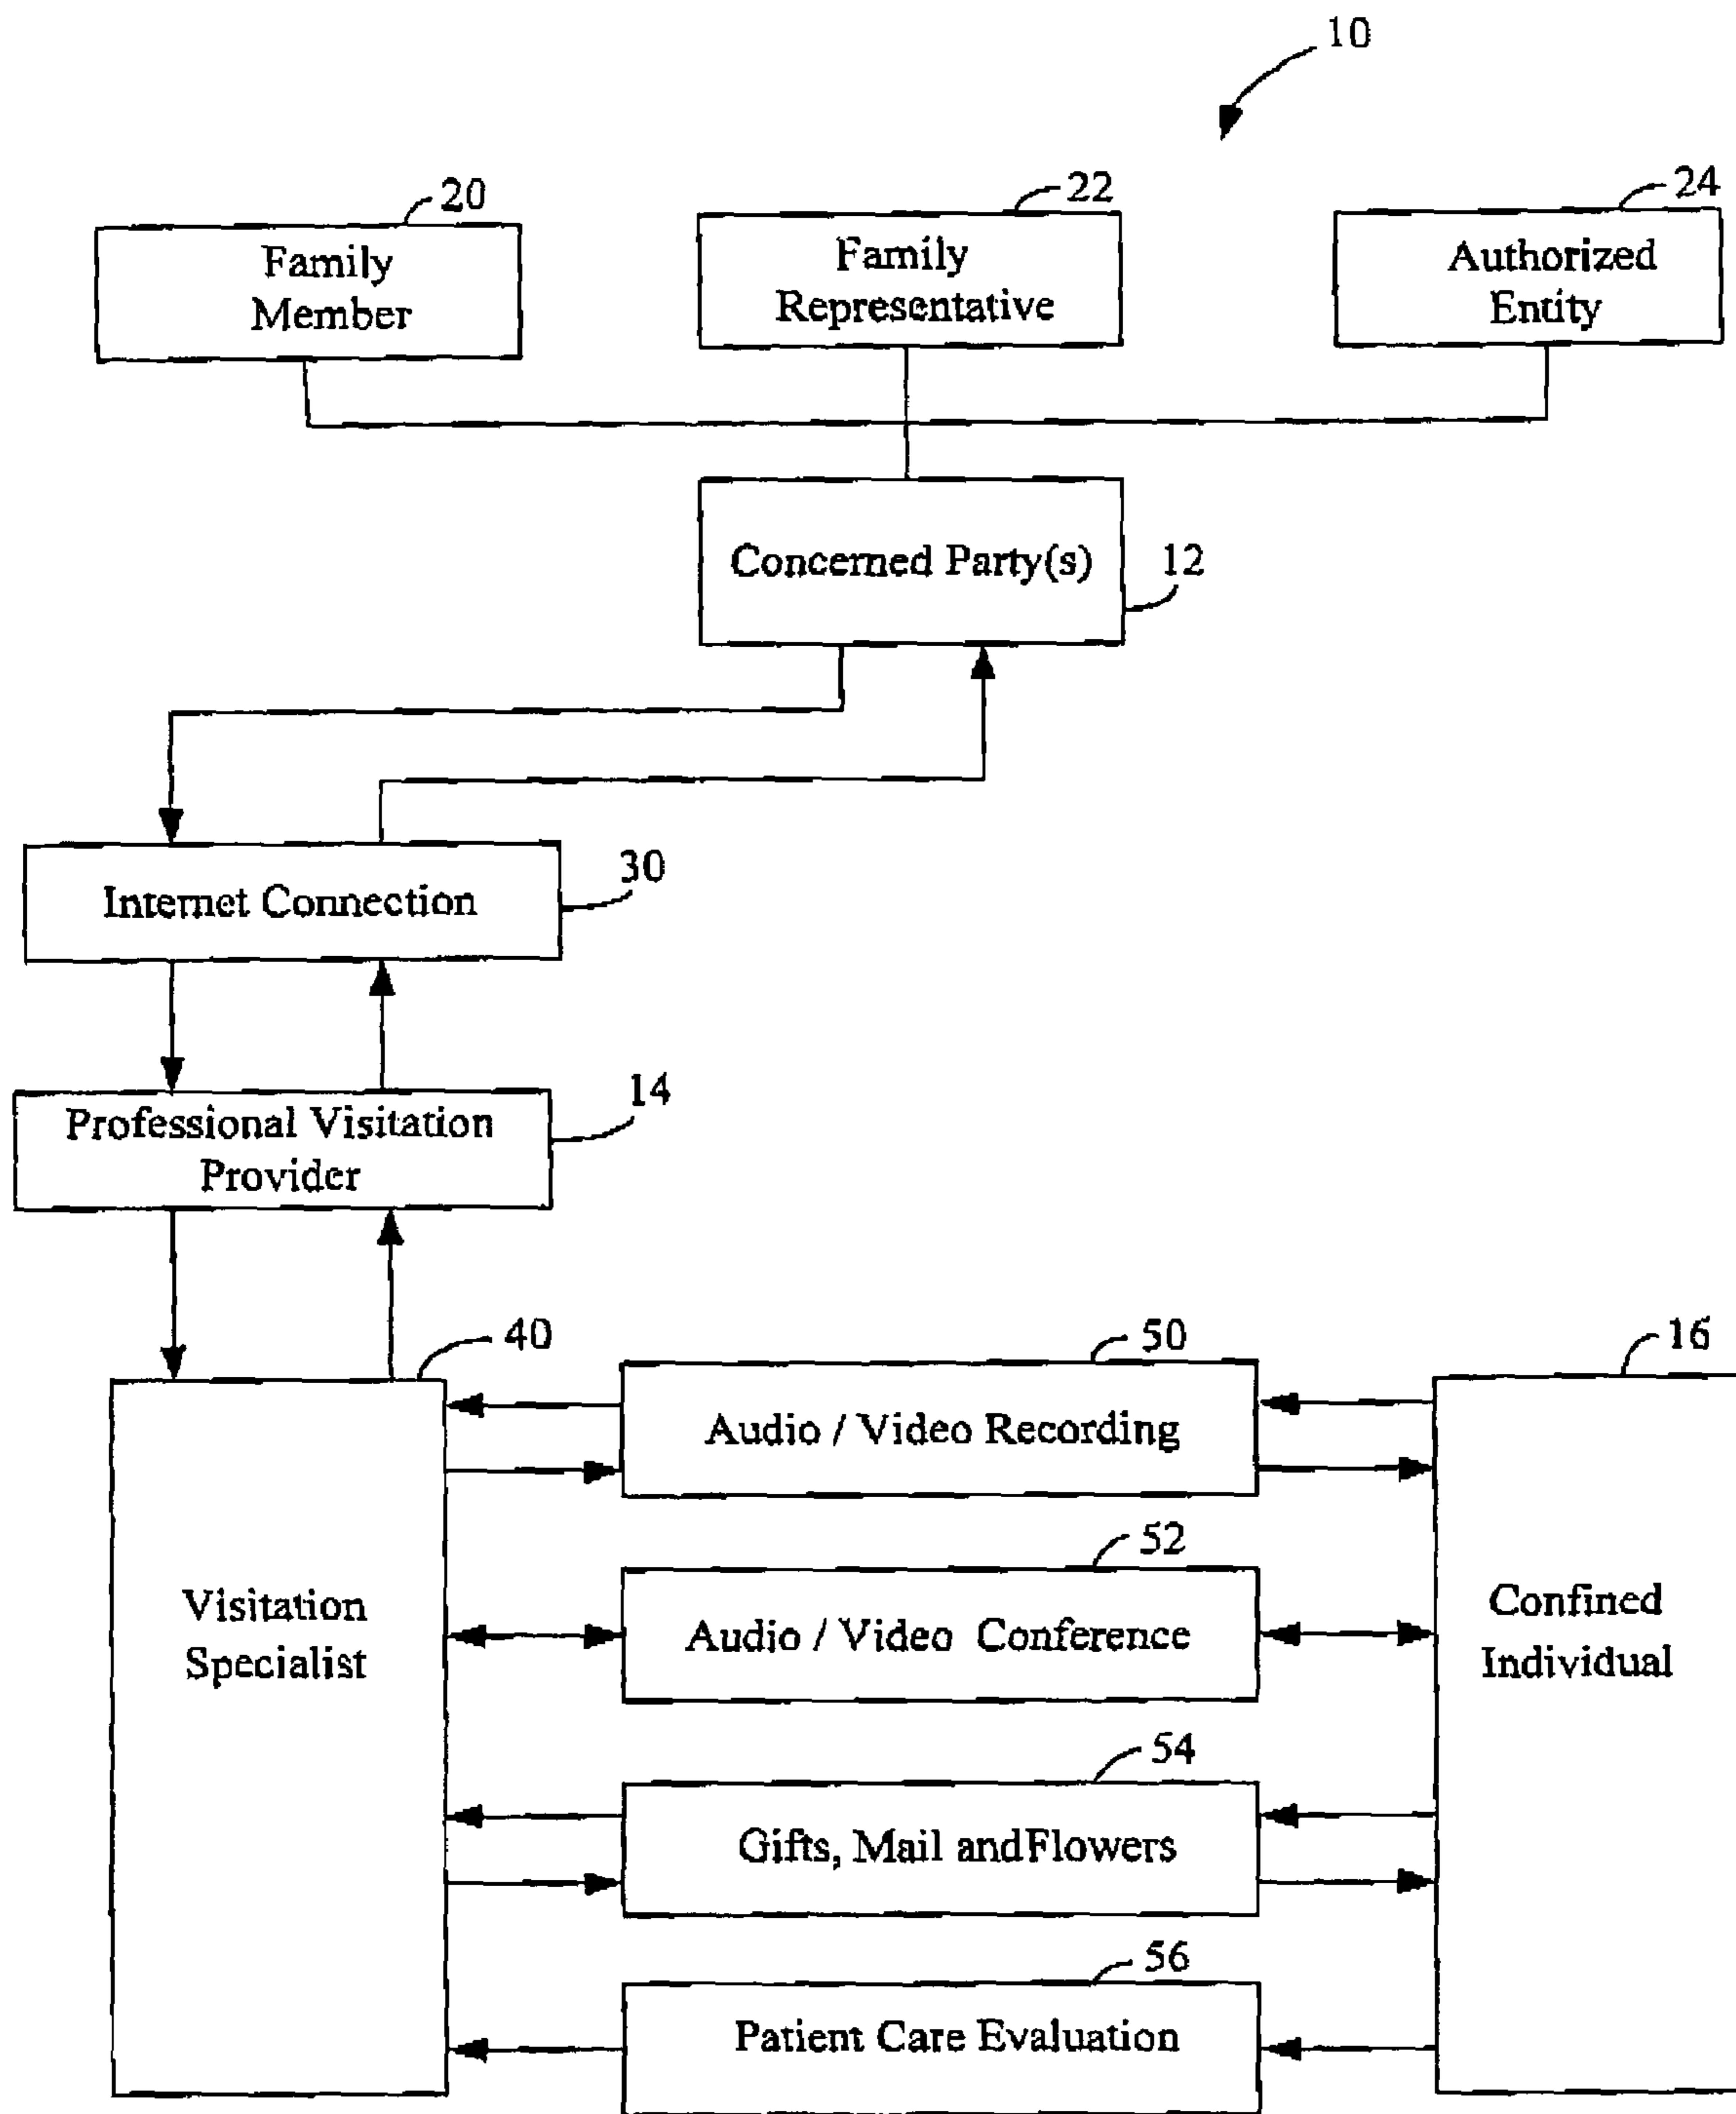 10
20
22
24
Family
Member
Family
Representative
Authorized
Entity
Concerned Party(s)
12
Internet Connection
30
Professional Visitation
Provider
14
40
50
16
Audio / Video Recording
52
Visitation
Specialist
Audio / Video Conference
Confined
Individual
54
Gifts, Mail andFlowers
56
Patient Care Evaluation